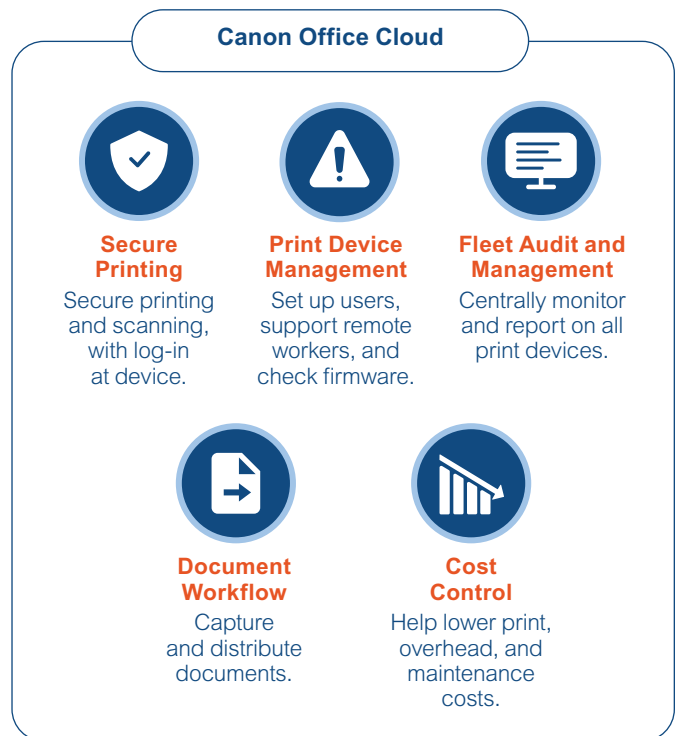 Canon Office Cloud
Secure
Printing
Secure printing
and scanning,
with log-in
at device.
Print Device
Management
Set up users,
support remote
workers, and
check firmware.
Fleet Audit and
Management
Centrally monitor
and report on all
print devices.
Document
Workflow
Capture
and distribute
documents.
Cost
Control
Help lower print,
overhead, and
maintenance
costs.